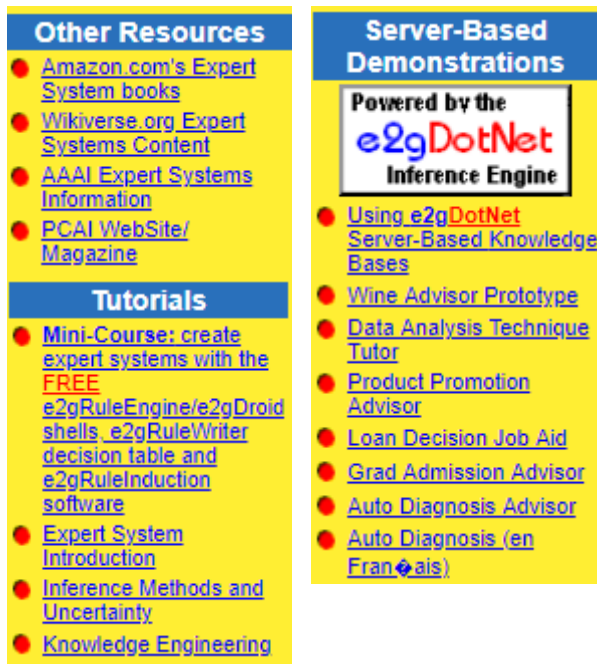 Other Resources
Amazon.com's Expert
System books
Wikiverse.org Expert
Systems Content
AAAI Expert Systems
Information
PCAI WebSite/
Magazine
Tutorials
Mini-Course: create
expert systems with the
FREE
e2gRuleEngine/e2gDroid
shells, e2gRuleWriter
decision table and
e2gRuleInduction
software
Expert System
Introduction
Inference Methods and
Uncertainty
Knowledge Engineering
Server-Based
Demonstrations
Powered by the
e2gDotNet
Inference Engine
Using e2gDotNet
Server-Based Knowledge
Bases
Wine Advisor Prototype
Data Analysis Technique
Tutor
Product Promotion
Advisor
Loan Decision Job Aid
Grad Admission Advisor
Auto Diagnosis Advisor
Auto Diagnosis (en
Fran�ais)